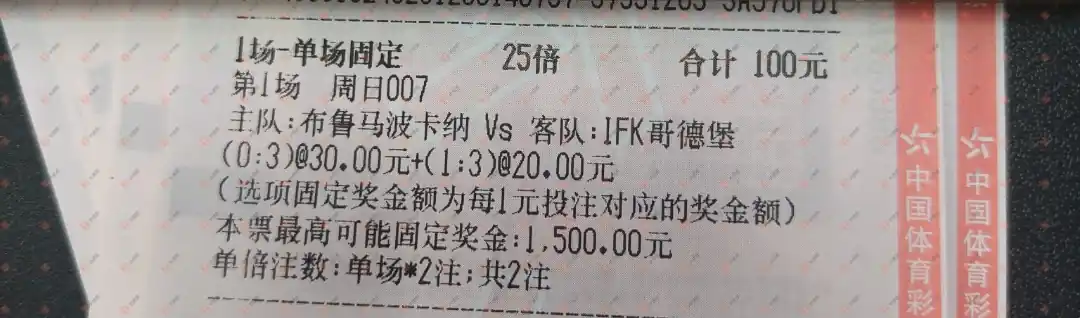 1场-单场固定 25倍 合计 100元
第1场 周日007
主队:布鲁马波卡纳 Vs 客队:IFK哥德堡
(0:3)@30.00元+(1:3)@20.00元
(选项固定奖金额为每1元投注对应的奖金额)
本票最高可能固定奖金:1,500.00元
单倍注数:单场*2注;共2注
中国体育彩
中国体育彩